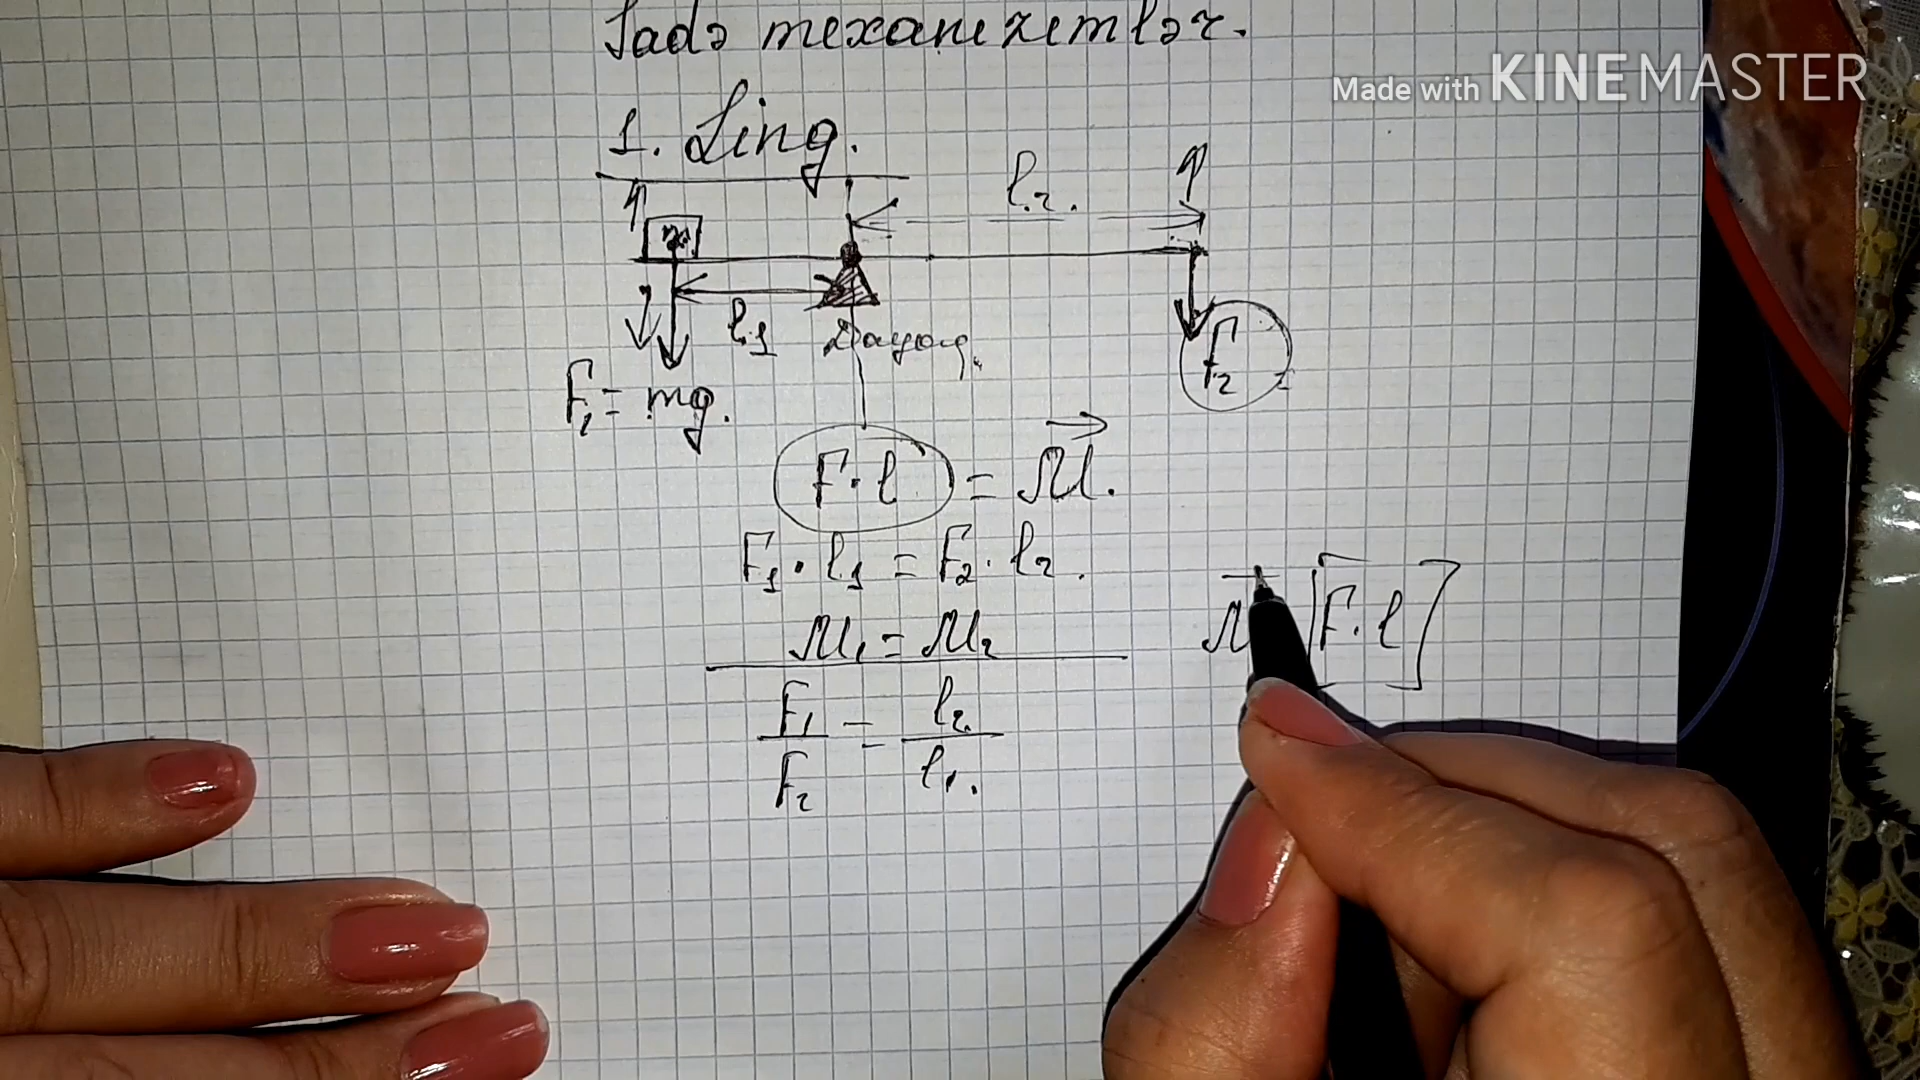 Sadə mexanizmlər.
Made with KINEMASTER
1. Ling.
l₂.
l₁
Dayaq.
F₁ = mg.
F₂ =
F·l = M.
F₁·l₁ = F₂·l₂.
M [F·l]
M₁ = M₂
F₁/F₂ = l₂/l₁.